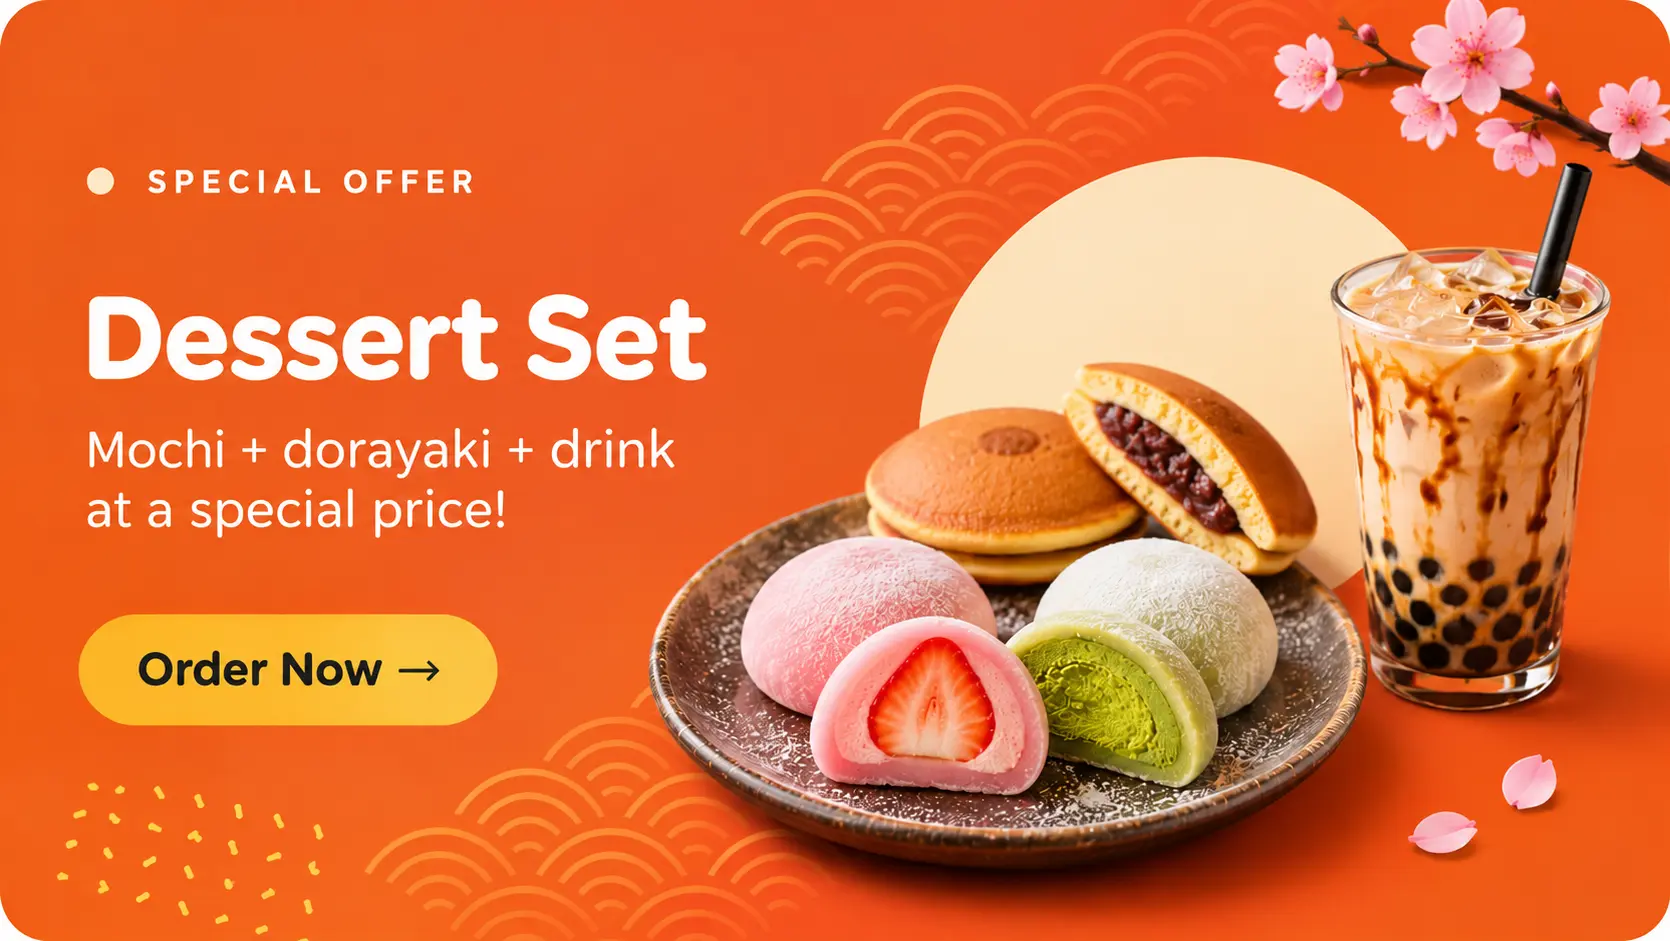 SPECIAL OFFER
Dessert Set
Mochi + dorayaki + drink
at a special price!
Order Now →